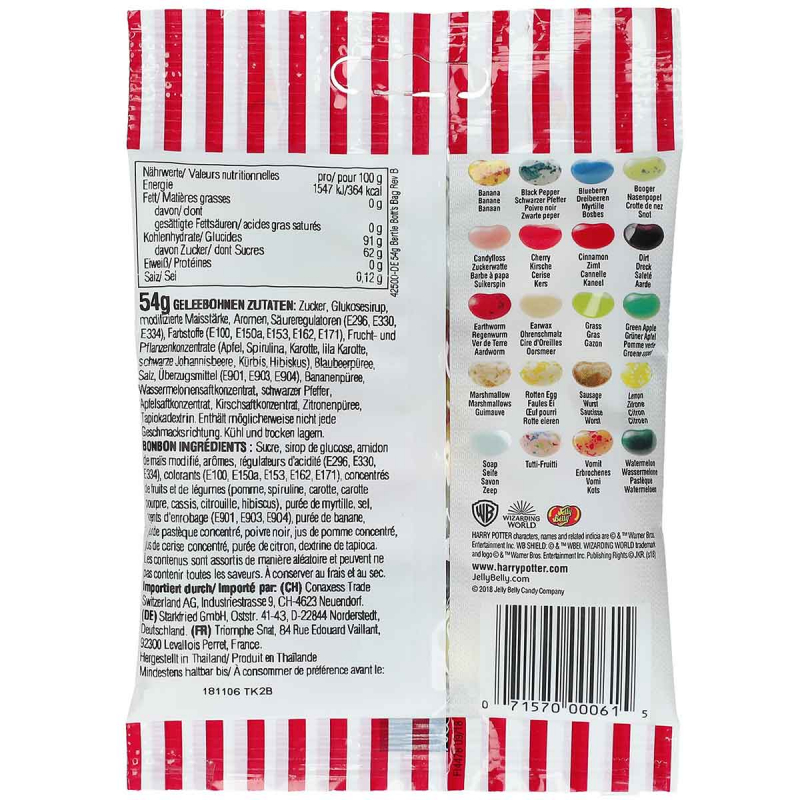 Nährwerte/ Valeurs nutritionnelles pro/ pour 100 g
Energie 1547 kJ/364 kcal
Fett/ Matières grasses 0 g
davon/ dont
gesättigte Fettsäuren/ acides gras saturés 0 g
Kohlenhydrate/ Glucides 91 g
davon Zucker/ dont Sucres 62 g
Eiweiß/ Protéines 0 g
Salz/ Sel 0,12 g
42500-DE 54g Bertie Bott's Bag Rev B
54g GELEEBOHNEN ZUTATEN: Zucker, Glukosesirup,
modifizierte Maisstärke, Aromen, Säureregulatoren (E296, E330,
E334), Farbstoffe (E100, E150a, E153, E162, E171), Frucht- und
Pflanzenkonzentrate (Apfel, Spirulina, Karotte, lila Karotte,
schwarze Johannisbeere, Kürbis, Hibiskus), Blaubeerpüree,
Salz, Überzugsmittel (E901, E903, E904), Bananenpüree,
Wassermelonensaftkonzentrat, schwarzer Pfeffer,
Apfelsaftkonzentrat, Kirschsaftkonzentrat, Zitronenpüree,
Tapiokadextrin. Enthält möglicherweise nicht jede
Geschmacksrichtung. Kühl und trocken lagern.
BONBON INGRÉDIENTS : Sucre, sirop de glucose, amidon
de maïs modifié, arômes, régulateurs d'acidité (E296, E330,
E334), colorants (E100, E150a, E153, E162, E171), concentrés
de fruits et de légumes (pomme, spiruline, carotte, carotte
pourpre, cassis, citrouille, hibiscus), purée de myrtille, sel,
d'enrobage (E901, E903, E904), purée de banane,
de pastèque concentré, poivre noir, jus de pomme concentré,
jus de cerise concentré, purée de citron, dextrine de tapioca.
Les contenus sont assortis de manière aléatoire et peuvent ne
pas contenir toutes les saveurs. À conserver au frais et au sec.
Importiert durch/ Importé par: (CH) Conaxess Trade
Switzerland AG, Industriestrasse 9, CH-4623 Neuendorf.
(DE) Starkfried GmbH, Oststr. 41-43, D-22844 Norderstedt,
Deutschland. (FR) Triomphe Snat, 84 Rue Edouard Vaillant,
92300 Levallois Perret, France.
Hergestellt in Thailand/ Produit en Thaïlande
Mindestens haltbar bis/ À consommer de préférence avant le:
181106 TK2B
Banana Black Pepper Blueberry Booger
Banane Schwarzer Pfeffer Dreibeeren Nasenpopel
Banane Poivre noir Myrtille Crotte de nez
Banaan Zwarte peper Bosbes Snot
Candyfloss Cherry Cinnamon Dirt
Zuckerwatte Kirsche Zimt Dreck
Barbe à papa Cerise Cannelle Saleté
Suikerspin Kers Kaneel Aarde
Earthworm Earwax Grass Green Apple
Regenwurm Ohrenschmalz Gras Grüner Apfel
Ver de Terre Cire d'Oreilles Gazon Pomme verte
Aardworm Oorsmeer Groene appel
Marshmallow Rotten Egg Sausage Lemon
Marshmallows Faules Ei Wurst Zitrone
Guimauve Œuf pourri Saucisse Citron
Rotte eieren Worst Citroen
Soap Tutti-Fruitti Vomit Watermelon
Seife Erbrochenes Wassermelone
Savon Vomi Pastèque
Zeep Kots Watermeloen
WB WIZARDING WORLD Jelly Belly
HARRY POTTER characters, names and related indicia are © & ™ Warner Bros.
Entertainment Inc. WB SHIELD: © & ™ WBEI. WIZARDING WORLD trademark
and logo © & ™ Warner Bros. Entertainment Inc. Publishing Rights © JKR. (s18)
www.harrypotter.com
JellyBelly.com
© 2018 Jelly Belly Candy Company
0 71570 00061 5